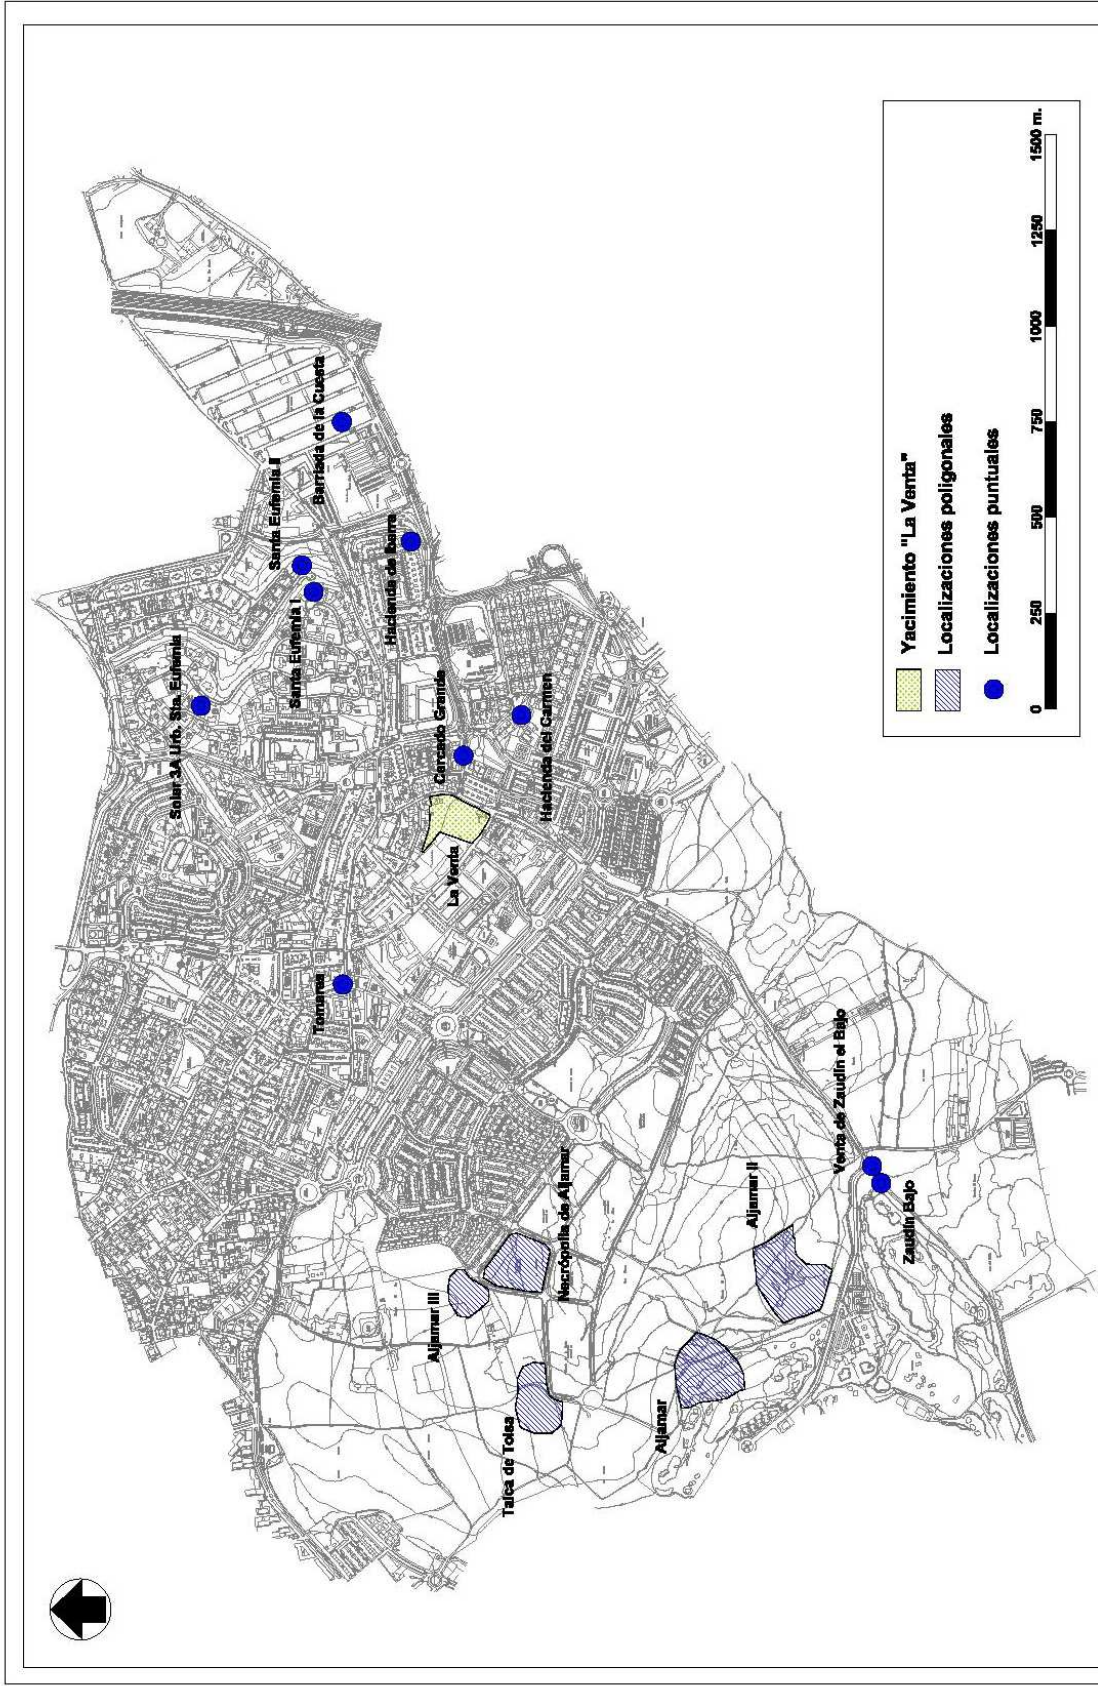 Solar 3A Urb. Sta. Eufemia
Santa Eufemia II
Santa Eufemia I
Barriada de la Cuesta
Hacienda de Ibarra
Carcado Grande
Hacienda del Carmen
La Venta
Tomares
Necrópolis de Aljamar
Aljamar III
Talca de Tolsa
Aljamar
Aljamar II
Venta de Zaudín el Bajo
Zaudín Bajo
Yacimiento "La Venta"
Localizaciones poligonales
Localizaciones puntuales
0 250 500 750 1000 1250 1500 m.